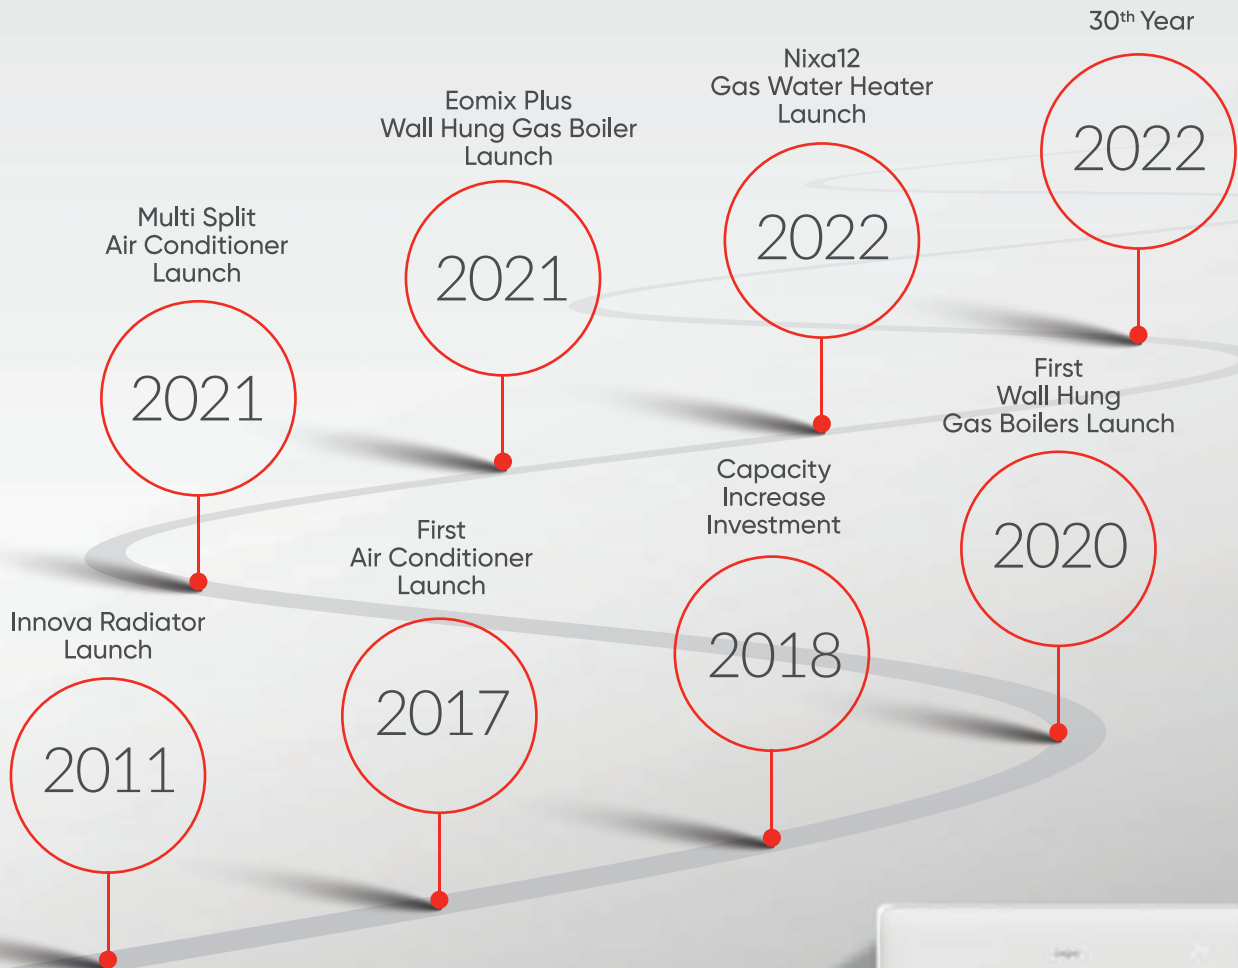 30th Year
2022
Nixa12
Gas Water Heater
Launch
2022
Eomix Plus
Wall Hung Gas Boiler
Launch
2021
Multi Split
Air Conditioner
Launch
2021
First
Wall Hung
Gas Boilers Launch
2020
Capacity
Increase
Investment
2018
First
Air Conditioner
Launch
2017
Innova Radiator
Launch
2011